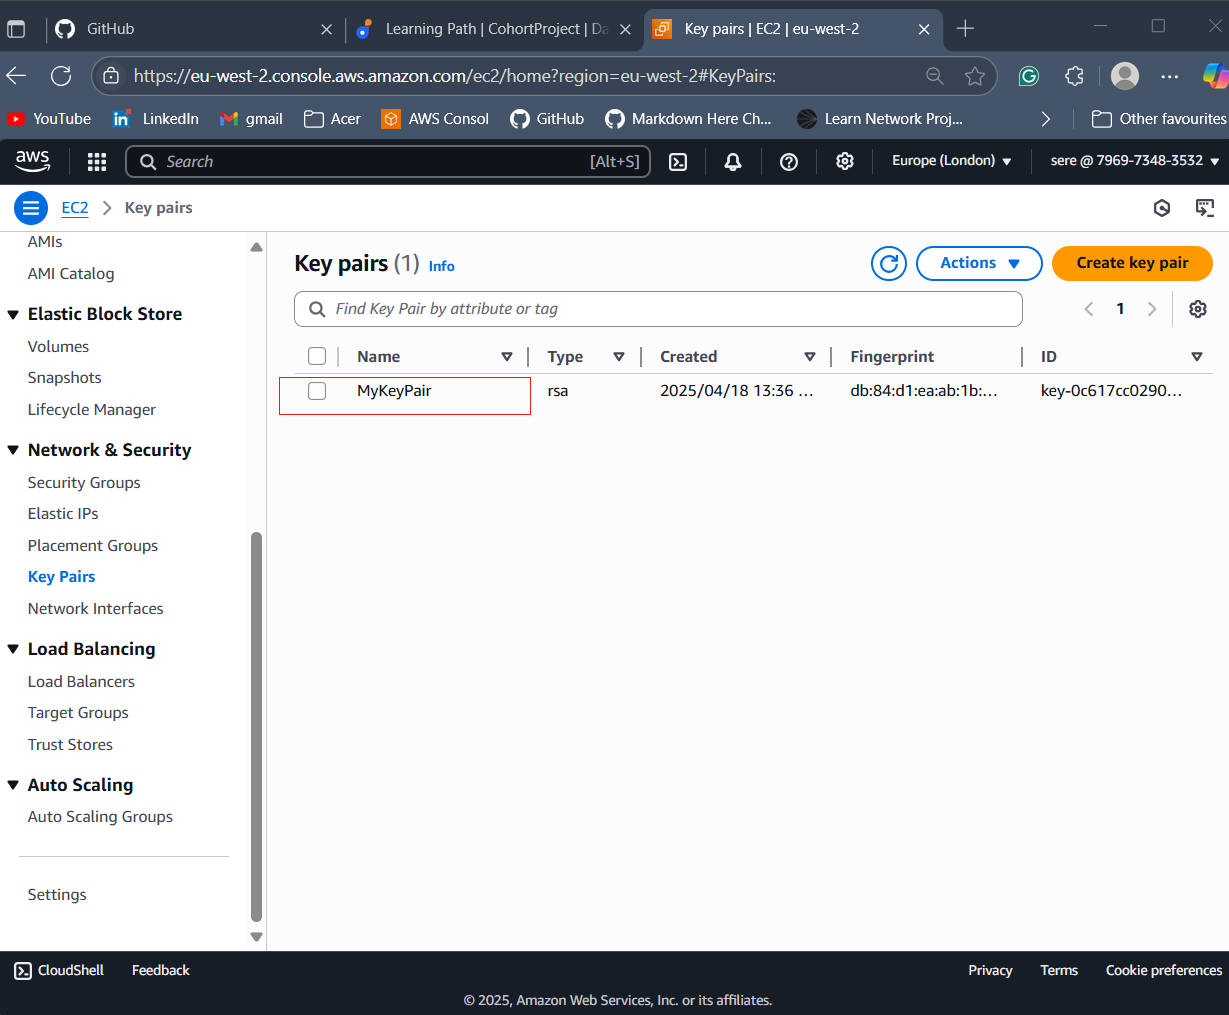 GitHub
Learning Path | CohortProject | Da
Key pairs | EC2 | eu-west-2
https://eu-west-2.console.aws.amazon.com/ec2/home?region=eu-west-2#KeyPairs:
YouTube
LinkedIn
gmail
Acer
AWS Consol
GitHub
Markdown Here Ch...
Learn Network Proj...
Other favourites
aws
Search
[Alt+S]
Europe (London)
sere @ 7969-7348-3532
EC2
Key pairs
AMIs
AMI Catalog
Elastic Block Store
Volumes
Snapshots
Lifecycle Manager
Network & Security
Security Groups
Elastic IPs
Placement Groups
Key Pairs
Network Interfaces
Load Balancing
Load Balancers
Target Groups
Trust Stores
Auto Scaling
Auto Scaling Groups
Settings
Key pairs (1) Info
Actions
Create key pair
Find Key Pair by attribute or tag
1
Name Type Created Fingerprint ID
MyKeyPair rsa 2025/04/18 13:36 ... db:84:d1:ea:ab:1b:... key-0c617cc0290...
CloudShell
Feedback
Privacy
Terms
Cookie preferences
© 2025, Amazon Web Services, Inc. or its affiliates.